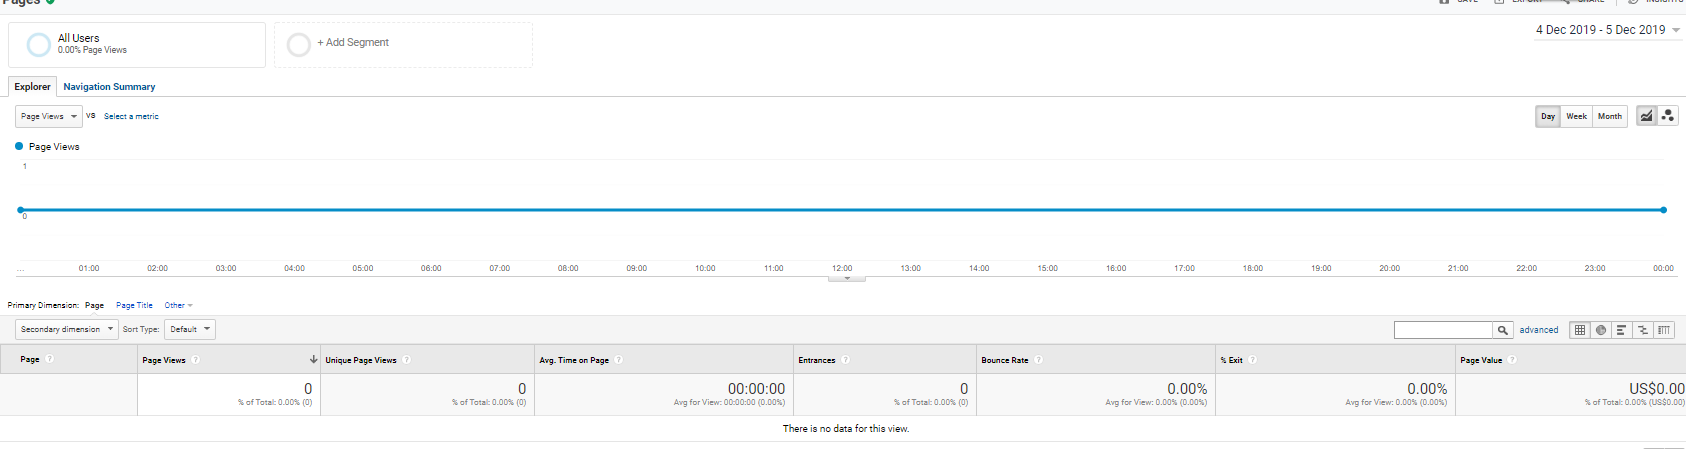 Pages
SAVE EXPORT SHARE INSIGHTS
All Users
0.00% Page Views
+ Add Segment
4 Dec 2019 - 5 Dec 2019
Explorer Navigation Summary
Page Views VS Select a metric
Day Week Month
Page Views
1
0
... 01:00 02:00 03:00 04:00 05:00 06:00 07:00 08:00 09:00 10:00 11:00 12:00 13:00 14:00 15:00 16:00 17:00 18:00 19:00 20:00 21:00 22:00 23:00 00:00
Primary Dimension: Page Page Title Other
Secondary dimension Sort Type: Default advanced
Page ? Page Views ? Unique Page Views ? Avg. Time on Page ? Entrances ? Bounce Rate ? % Exit ? Page Value ?
0 0 00:00:00 0 0.00% 0.00% US$0.00
% of Total: 0.00% (0) % of Total: 0.00% (0) Avg for View: 00:00:00 (0.00%) % of Total: 0.00% (0) Avg for View: 0.00% (0.00%) Avg for View: 0.00% (0.00%) % of Total: 0.00% (US$0.00)
There is no data for this view.